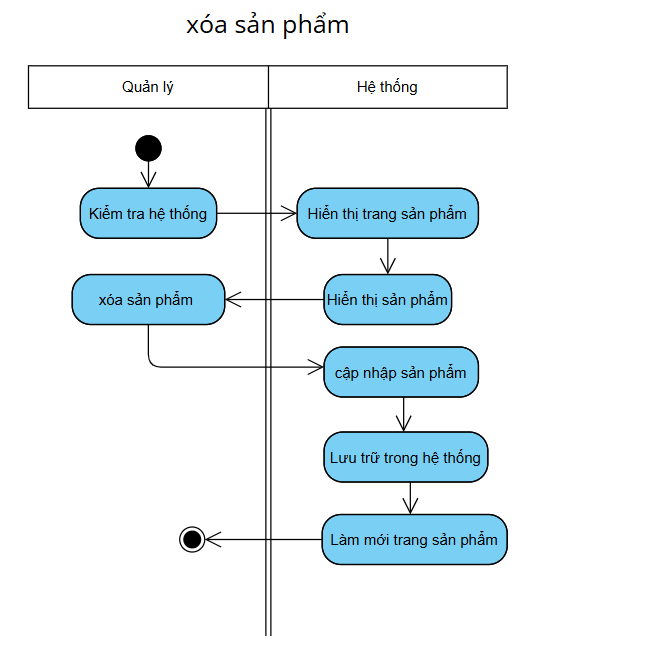 xóa sản phẩm
Quản lý
Hệ thống
Kiểm tra hệ thống
Hiển thị trang sản phẩm
xóa sản phẩm
Hiển thị sản phẩm
cập nhập sản phẩm
Lưu trữ trong hệ thống
Làm mới trang sản phẩm